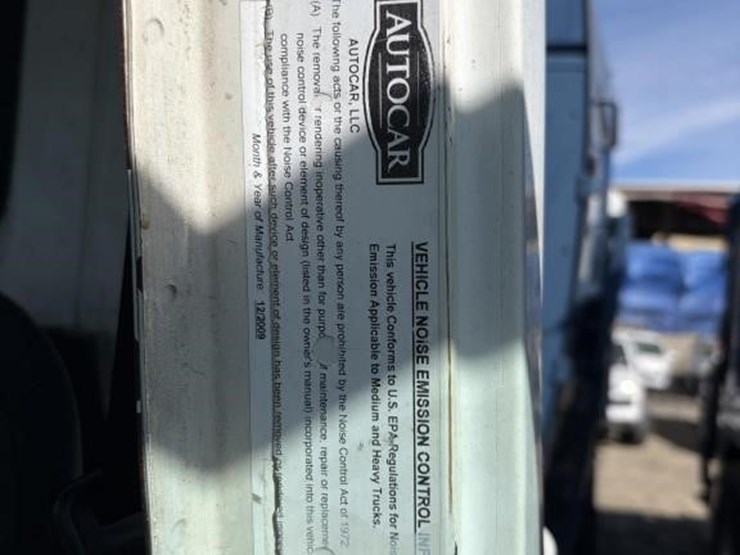 AUTOCAR
AUTOCAR, LLC
VEHICLE NOISE EMISSION CONTROL
This vehicle Conforms to U.S. EPA Regulations for
Emission Applicable to Medium and Heavy Trucks.
The following acts or the causing thereof by any person are prohibited by the Noise Control Act of 1972
(A) The removal r rendering inoperative other than for maintenance, repair or
noise control device or element of design (listed in the owner's manual) incorporated into this
compliance with the Noise Control Act
(B) The use of this vehicle after such device or element of design has been removed or
Month & Year of Manufacture 12/2009